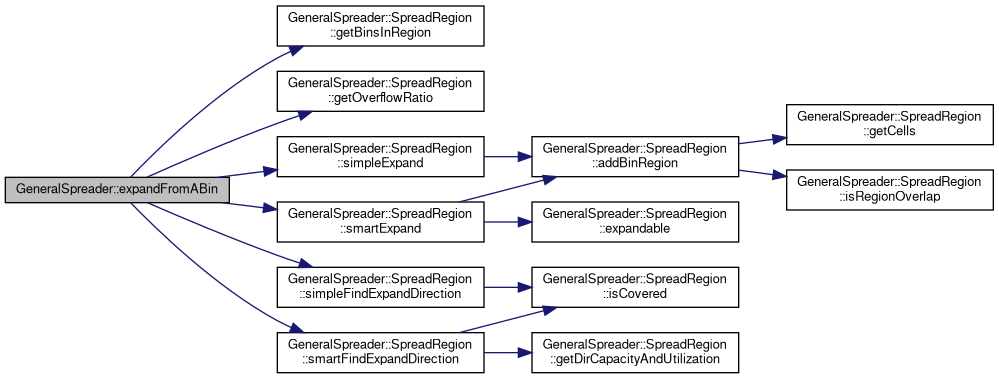 GeneralSpreader::expandFromABin
GeneralSpreader::SpreadRegion
::getBinsInRegion
GeneralSpreader::SpreadRegion
::getOverflowRatio
GeneralSpreader::SpreadRegion
::simpleExpand
GeneralSpreader::SpreadRegion
::smartExpand
GeneralSpreader::SpreadRegion
::simpleFindExpandDirection
GeneralSpreader::SpreadRegion
::smartFindExpandDirection
GeneralSpreader::SpreadRegion
::addBinRegion
GeneralSpreader::SpreadRegion
::expandable
GeneralSpreader::SpreadRegion
::isCovered
GeneralSpreader::SpreadRegion
::getDirCapacityAndUtilization
GeneralSpreader::SpreadRegion
::getCells
GeneralSpreader::SpreadRegion
::isRegionOverlap